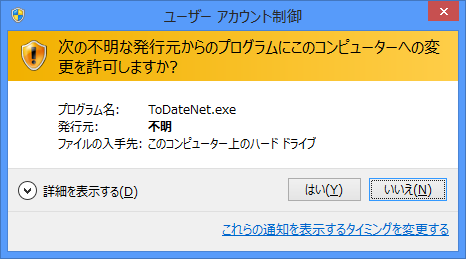 ユーザー アカウント制御
次の不明な発行元からのプログラムにこのコンピューターへの変
更を許可しますか?
プログラム名: ToDateNet.exe
発行元: 不明
ファイルの入手先: このコンピューター上のハード ドライブ
詳細を表示する(D) はい(Y) いいえ(N)
これらの通知を表示するタイミングを変更する